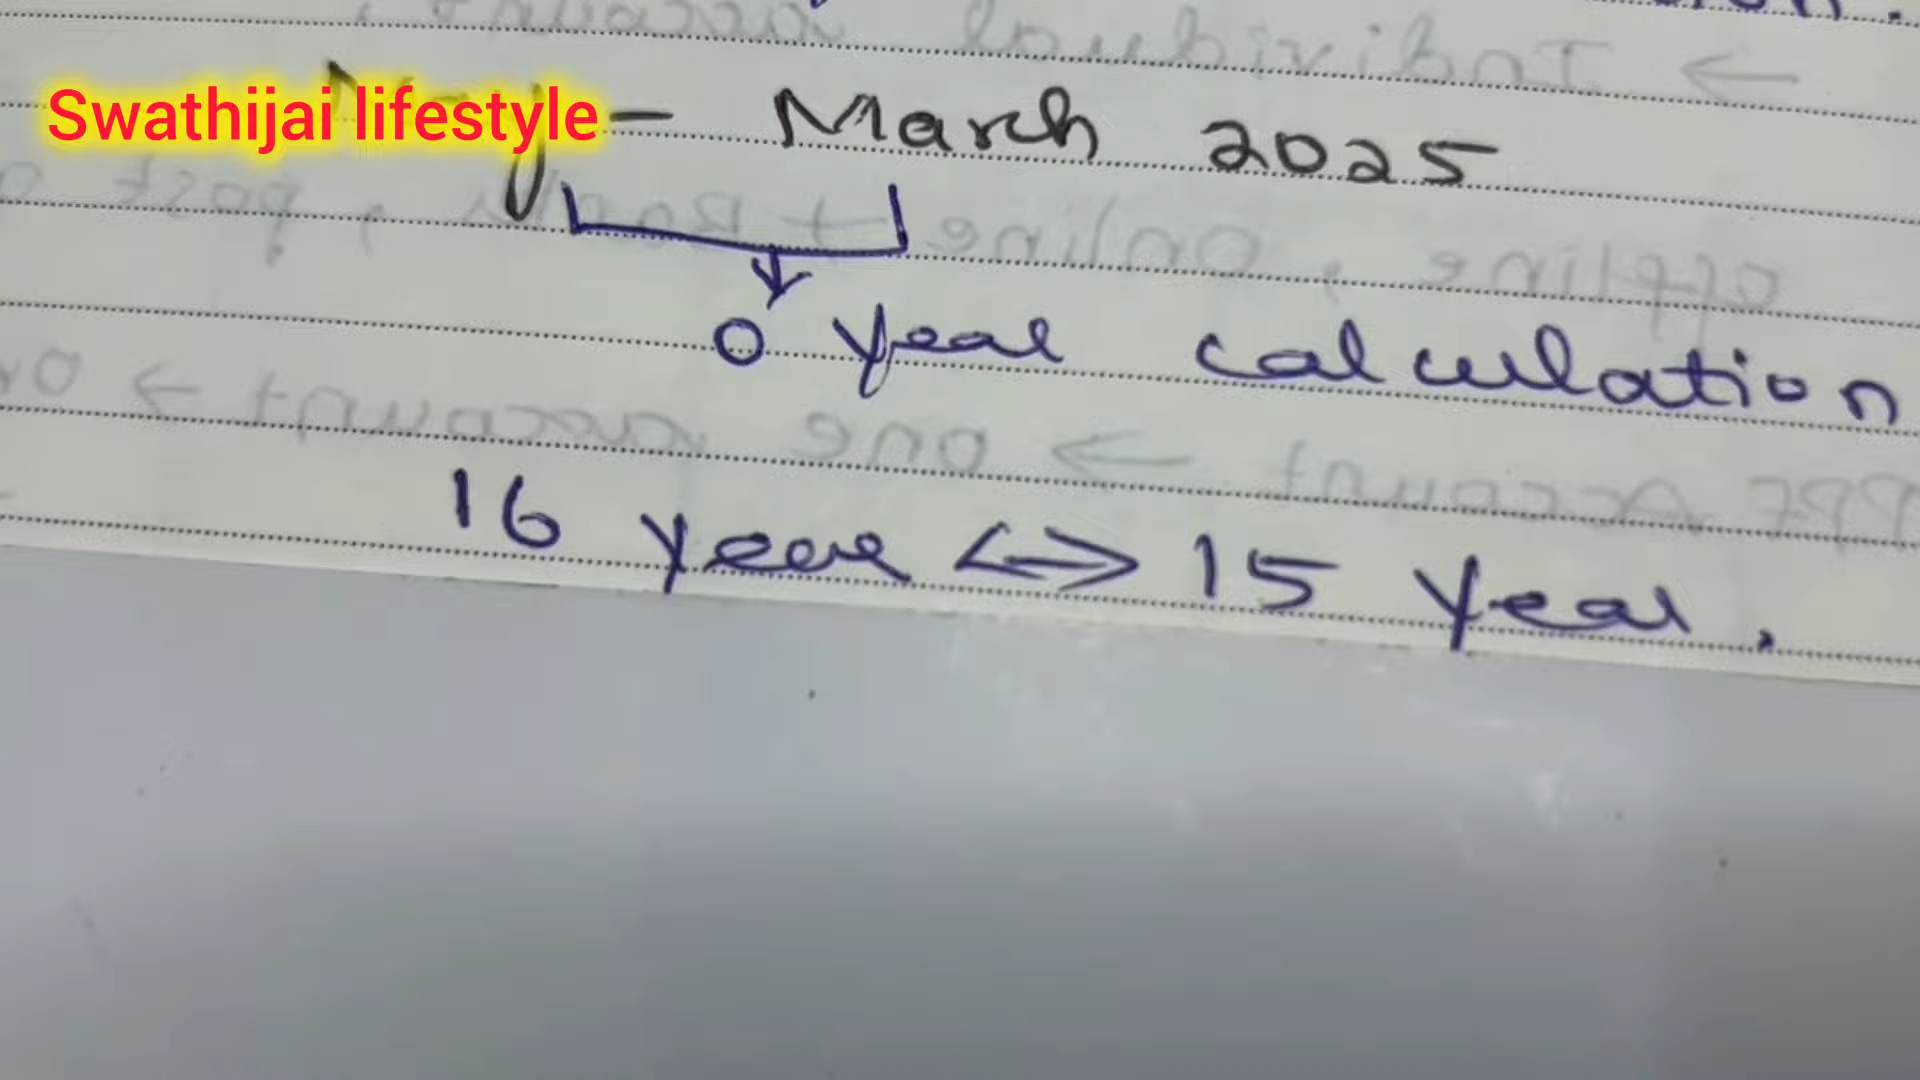 Swathijai lifestyle - March 2025
0 year calculation
16 year <=> 15 year.